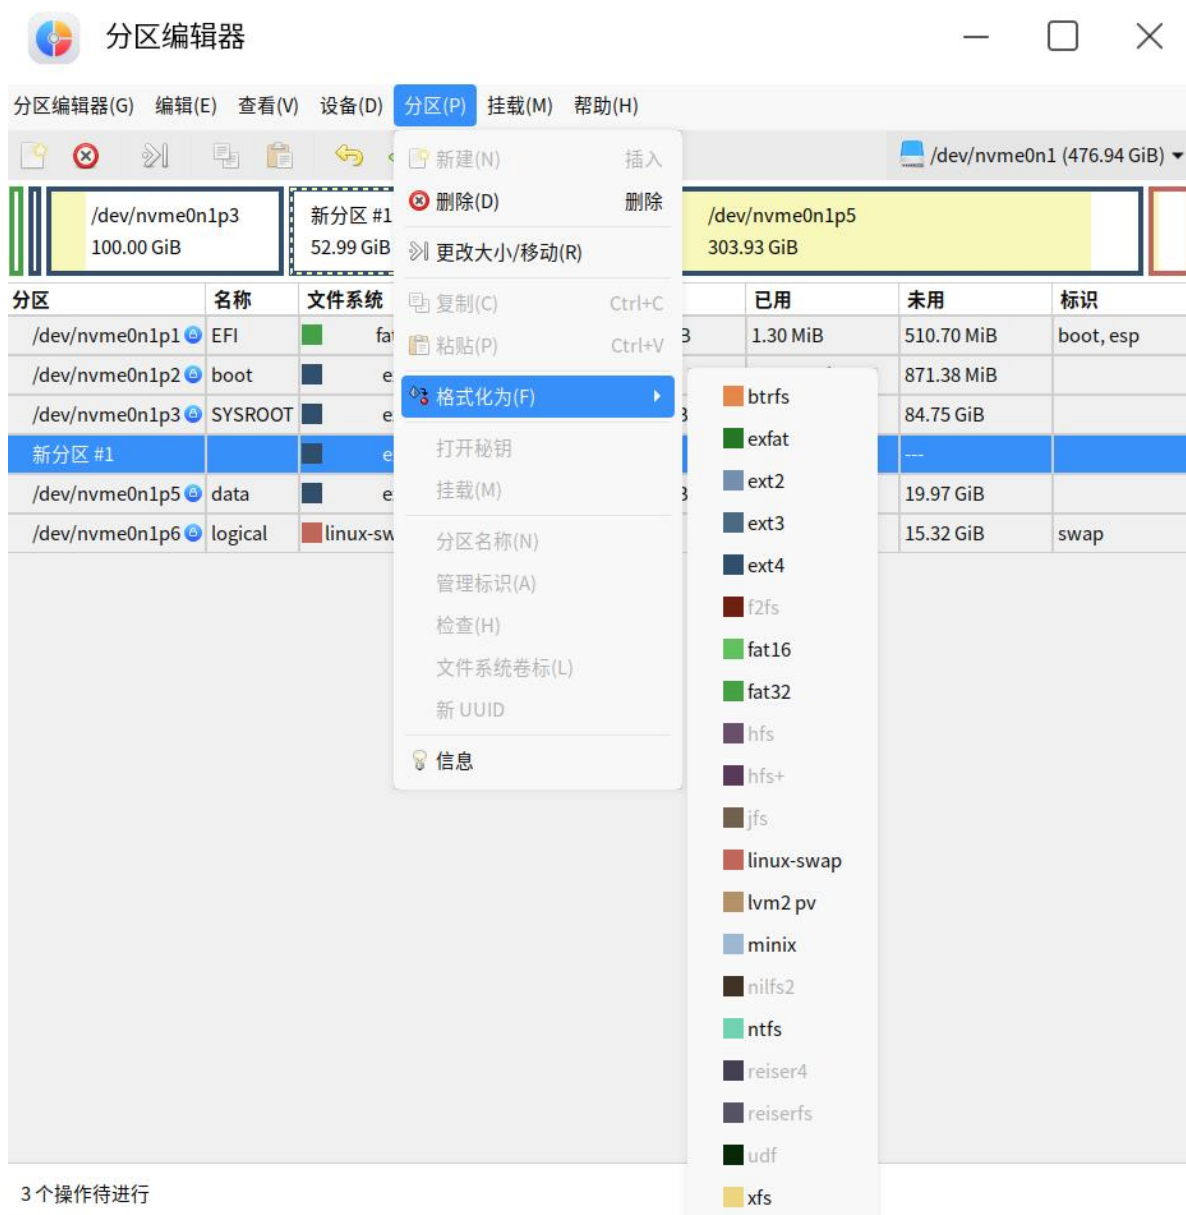 分区编辑器
分区编辑器(G) 编辑(E) 查看(V) 设备(D) 分区(P) 挂载(M) 帮助(H)
/dev/nvme0n1 (476.94 GiB)
/dev/nvme0n1p3
100.00 GiB
新分区 #1
52.99 GiB
/dev/nvme0n1p5
303.93 GiB
分区 名称 文件系统 已用 未用 标识
/dev/nvme0n1p1 EFI 1.30 MiB 510.70 MiB boot, esp
/dev/nvme0n1p2 boot 871.38 MiB
/dev/nvme0n1p3 SYSROOT 84.75 GiB
新分区 #1 ---
/dev/nvme0n1p5 data 19.97 GiB
/dev/nvme0n1p6 logical linux-sw 15.32 GiB swap
新建(N) 插入
删除(D) 删除
更改大小/移动(R)
复制(C) Ctrl+C
粘贴(P) Ctrl+V
格式化为(F)
打开秘钥
挂载(M)
分区名称(N)
管理标识(A)
检查(H)
文件系统卷标(L)
新 UUID
信息
btrfs
exfat
ext2
ext3
ext4
f2fs
fat16
fat32
hfs
hfs+
jfs
linux-swap
lvm2 pv
minix
nilfs2
ntfs
reiser4
reiserfs
udf
xfs
3 个操作待进行